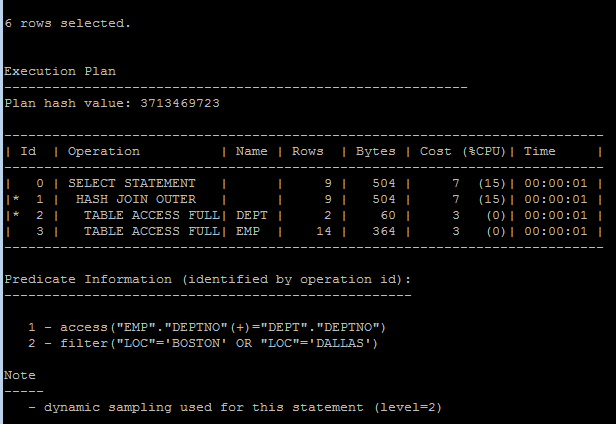 6 rows selected.
Execution Plan
----------------------------------------------------------
Plan hash value: 3713469723
---------------------------------------------------------------------------
| Id  | Operation          | Name | Rows  | Bytes | Cost (%CPU)| Time     |
---------------------------------------------------------------------------
|   0 | SELECT STATEMENT   |      |     9 |   504 |     7  (15)| 00:00:01 |
|*  1 |  HASH JOIN OUTER   |      |     9 |   504 |     7  (15)| 00:00:01 |
|*  2 |   TABLE ACCESS FULL| DEPT |     2 |    60 |     3   (0)| 00:00:01 |
|   3 |   TABLE ACCESS FULL| EMP  |    14 |   364 |     3   (0)| 00:00:01 |
---------------------------------------------------------------------------
Predicate Information (identified by operation id):
---------------------------------------------------
   1 - access("EMP"."DEPTNO"(+)="DEPT"."DEPTNO")
   2 - filter("LOC"='BOSTON' OR "LOC"='DALLAS')
Note
-----
   - dynamic sampling used for this statement (level=2)